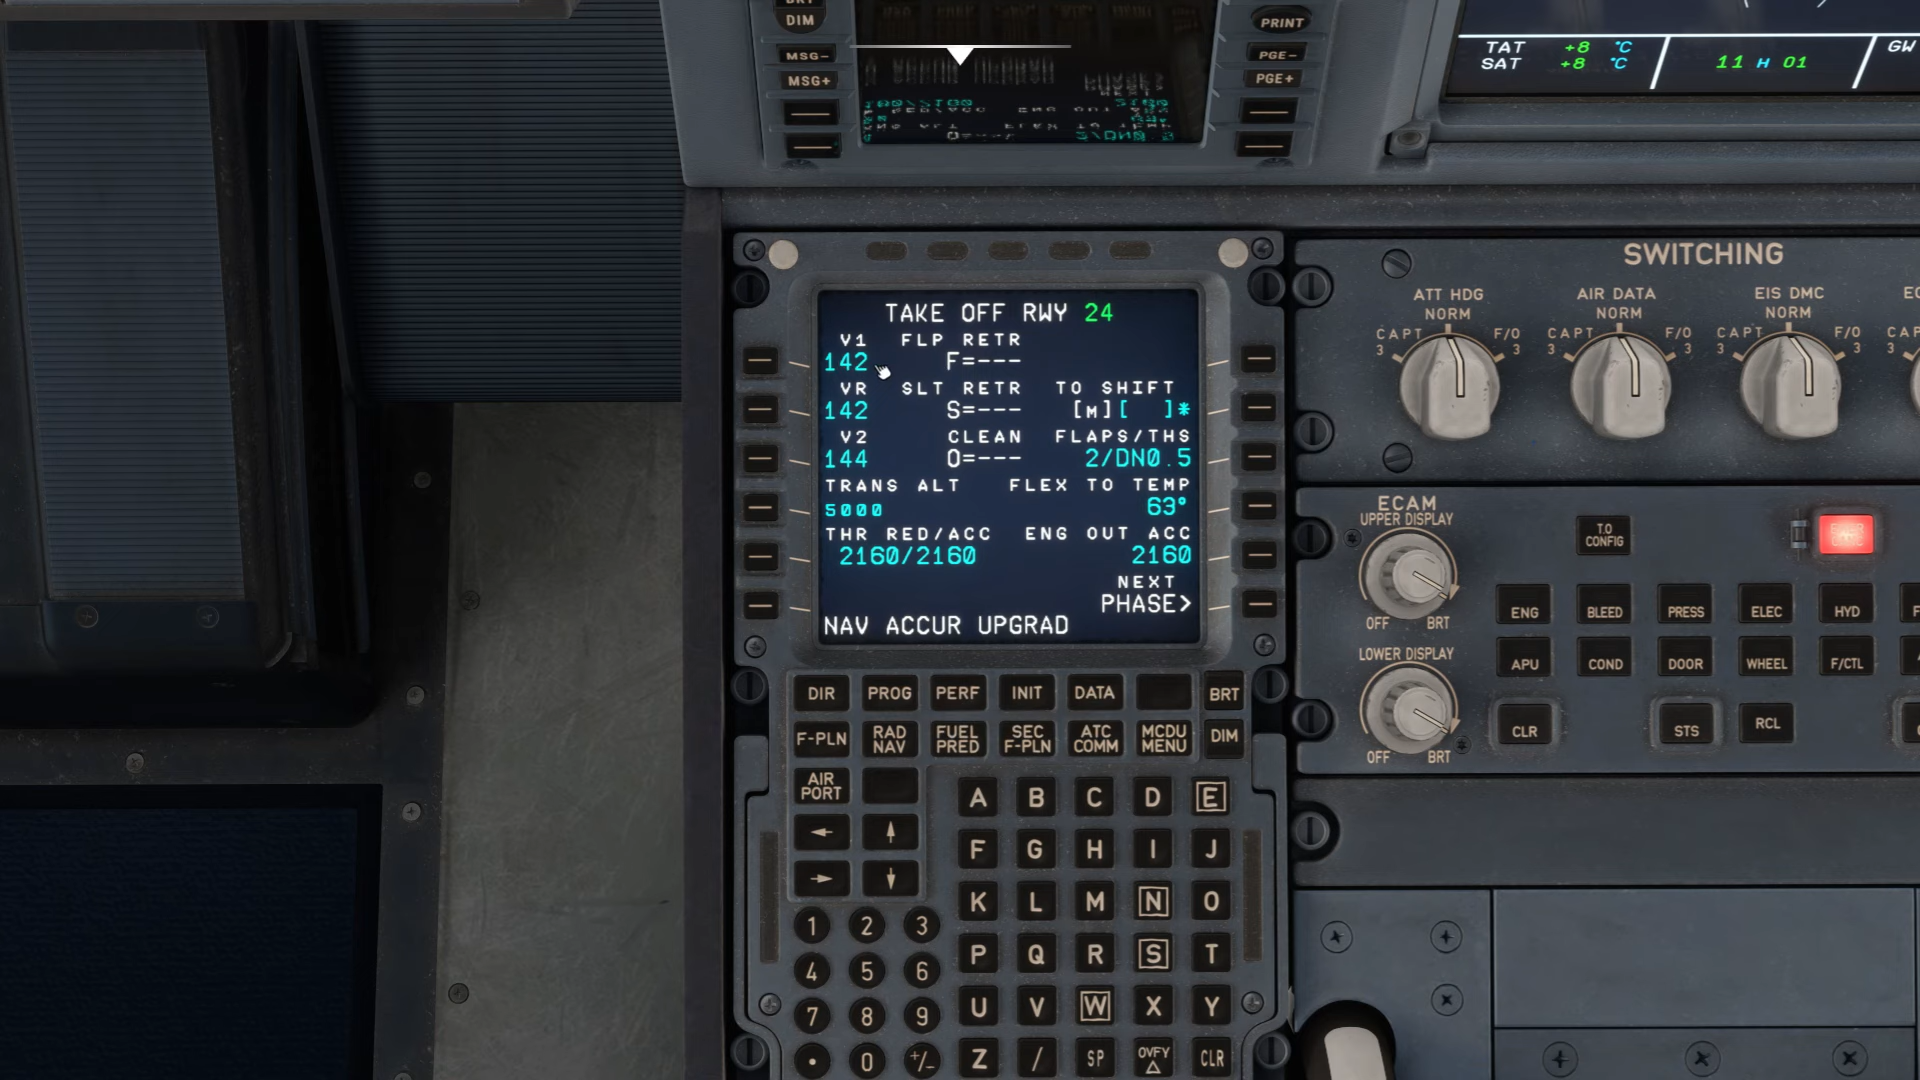 DIM
MSG-
MSG+
PRINT
PGE-
PGE+
TAT +8 °C
SAT +8 °C
11 H 01
GW
TAKE OFF RWY 24
V1 FLP RETR
142 F=---
VR SLT RETR TO SHIFT
142 S=--- [M][ ]*
V2 CLEAN FLAPS/THS
144 O=--- 2/DN0.5
TRANS ALT FLEX TO TEMP
5000 63°
THR RED/ACC ENG OUT ACC
2160/2160 2160
NEXT
PHASE>
NAV ACCUR UPGRAD
DIR PROG PERF INIT DATA BRT
F-PLN RAD NAV FUEL PRED SEC F-PLN ATC COMM MCDU MENU DIM
AIR PORT
A B C D E
F G H I J
K L M N O
1 2 3
P Q R S T
4 5 6
U V W X Y
7 8 9
Z / SP OVFY CLR
. 0 +/-
SWITCHING
ATT HDG AIR DATA EIS DMC
NORM NORM NORM
CAPT F/O CAPT F/O CAPT F/O
3 3 3 3 3 3
ECAM
UPPER DISPLAY
OFF BRT
T.O CONFIG
ENG BLEED PRESS ELEC HYD
LOWER DISPLAY
OFF BRT
APU COND DOOR WHEEL F/CTL
CLR STS RCL